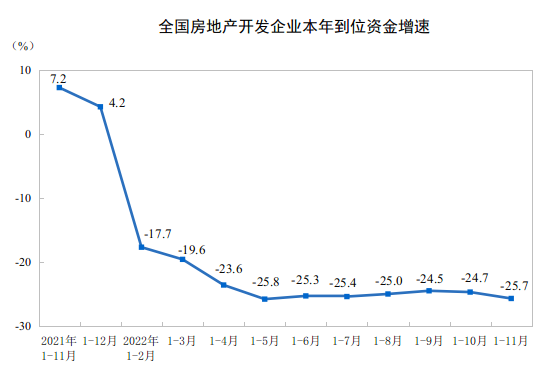 全国房地产开发企业本年到位资金增速
（%）
10
0
-10
-20
-30
7.2
4.2
-17.7
-19.6
-23.6
-25.8
-25.3
-25.4
-25.0
-24.5
-24.7
-25.7
2021年
1-11月
1-12月
2022年
1-2月
1-3月
1-4月
1-5月
1-6月
1-7月
1-8月
1-9月
1-10月
1-11月